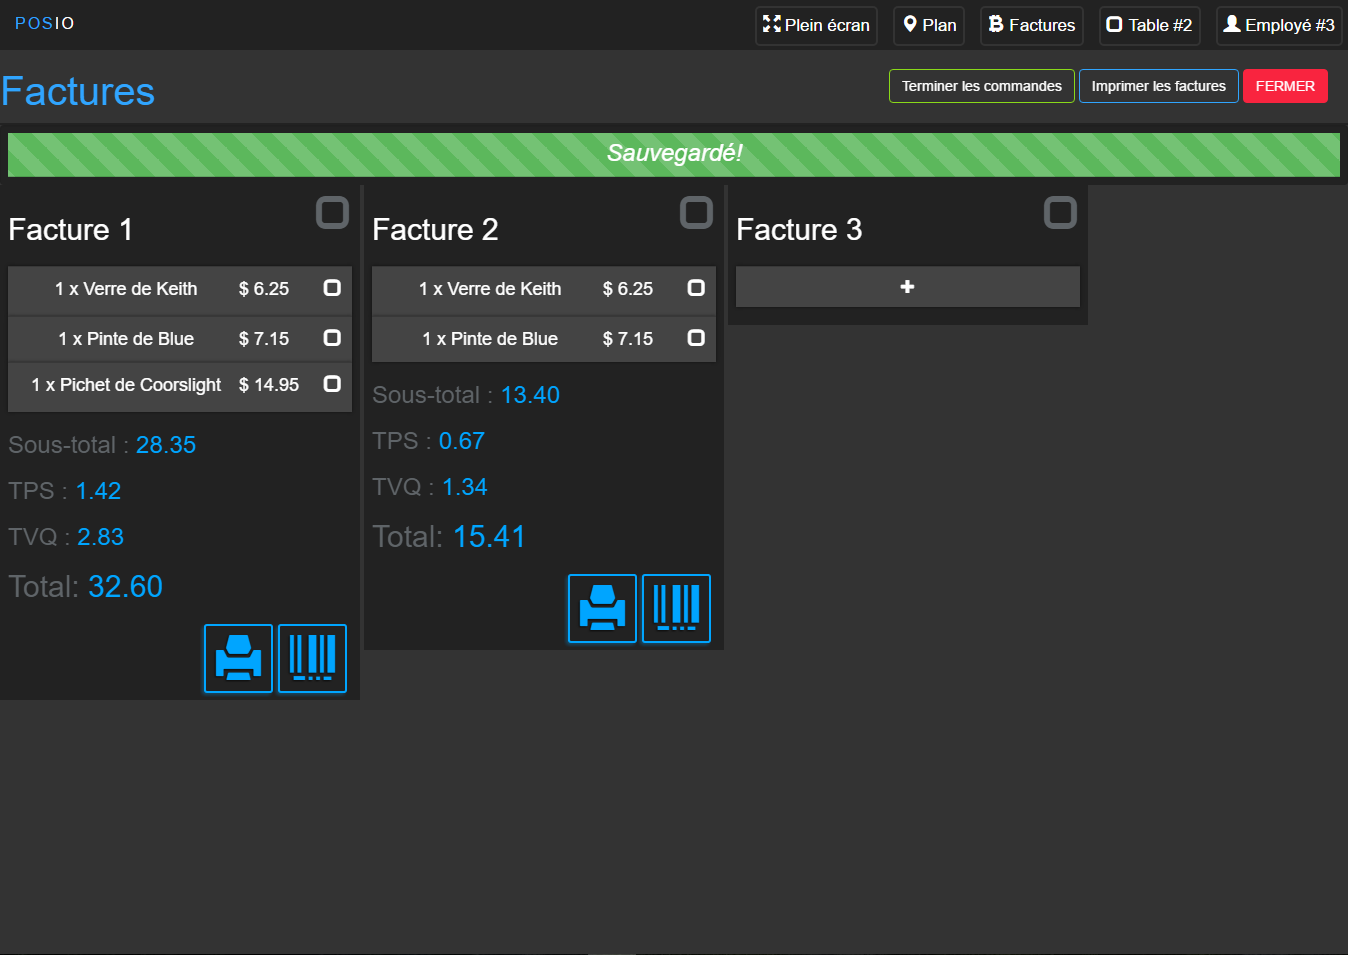 POSIO
Plein écran
Plan
Factures
Table #2
Employé #3
Factures
Terminer les commandes
Imprimer les factures
FERMER
Sauvegardé!
Facture 1
1 x Verre de Keith $ 6.25
1 x Pinte de Blue $ 7.15
1 x Pichet de Coorslight $ 14.95
Sous-total : 28.35
TPS : 1.42
TVQ : 2.83
Total: 32.60
Facture 2
1 x Verre de Keith $ 6.25
1 x Pinte de Blue $ 7.15
Sous-total : 13.40
TPS : 0.67
TVQ : 1.34
Total: 15.41
Facture 3